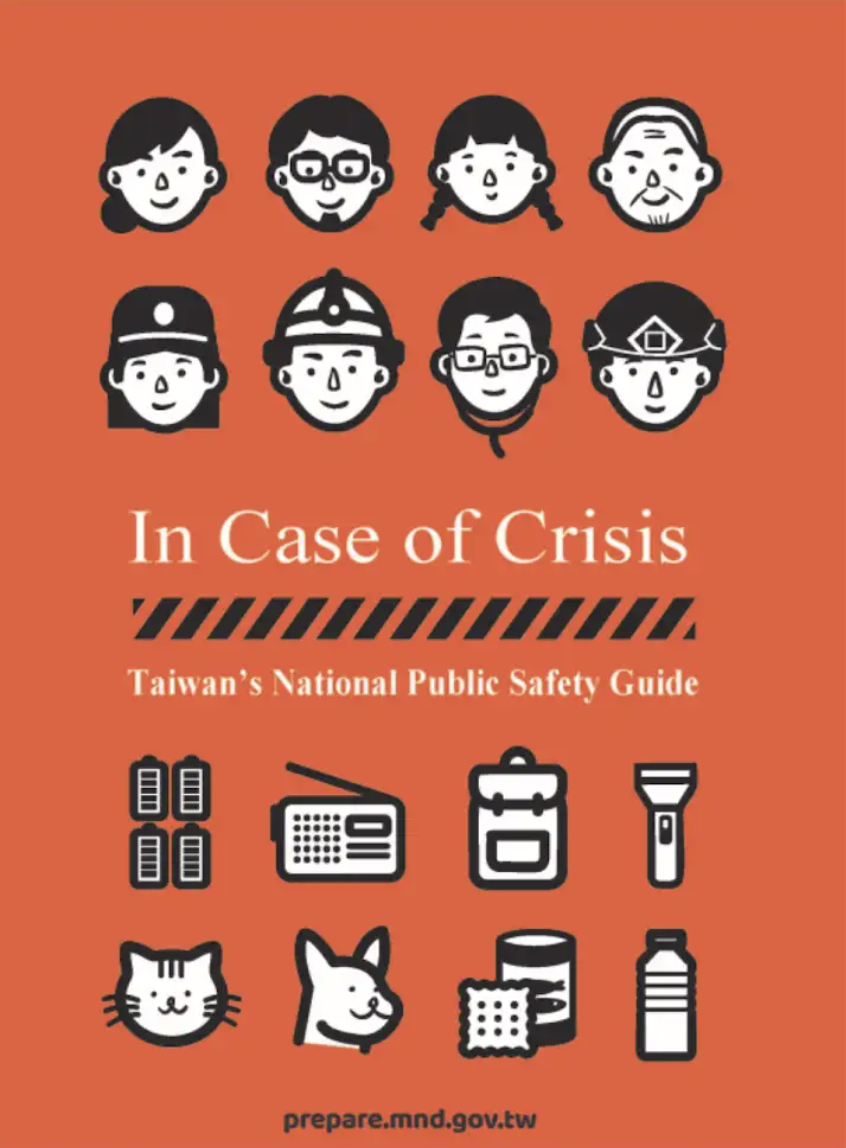 In Case of Crisis
Taiwan's National Public Safety Guide
prepare.mnd.gov.tw